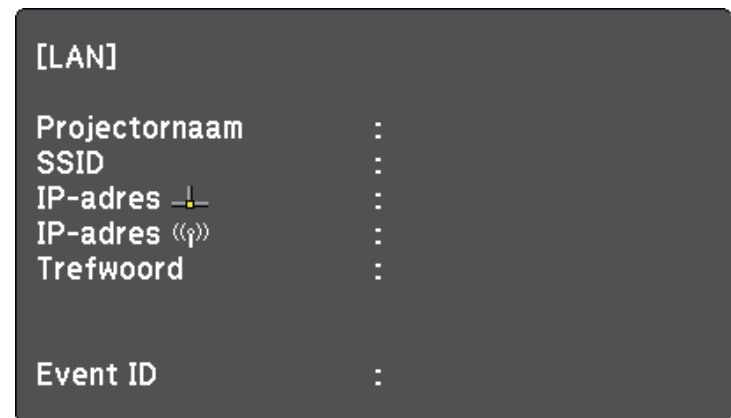 [LAN]
Projectornaam :
SSID :
IP-adres :
IP-adres :
Trefwoord :
Event ID :